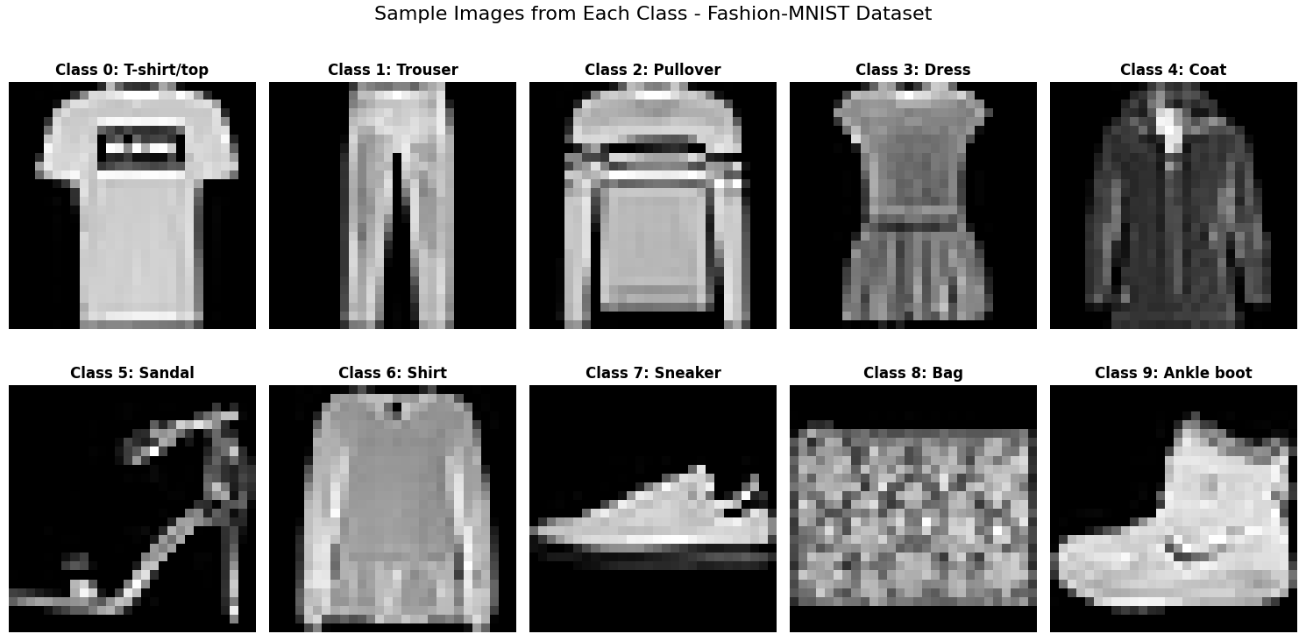 Sample Images from Each Class - Fashion-MNIST Dataset
Class 0: T-shirt/top
Class 1: Trouser
Class 2: Pullover
Class 3: Dress
Class 4: Coat
Class 5: Sandal
Class 6: Shirt
Class 7: Sneaker
Class 8: Bag
Class 9: Ankle boot